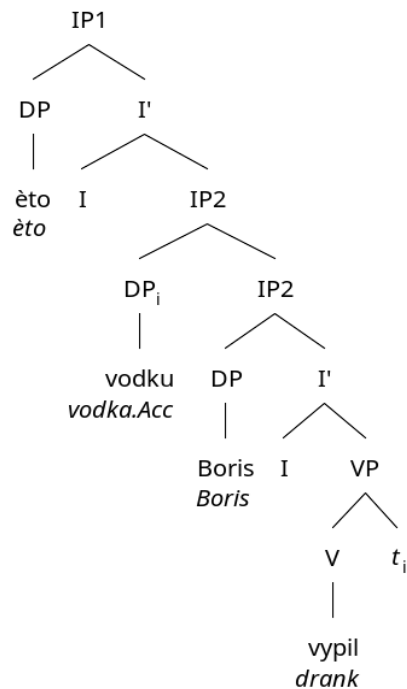 IP1
DP I'
èto I IP2
èto
DPi IP2
vodku DP I'
vodka.Acc
Boris I VP
Boris
V ti
vypil
drank